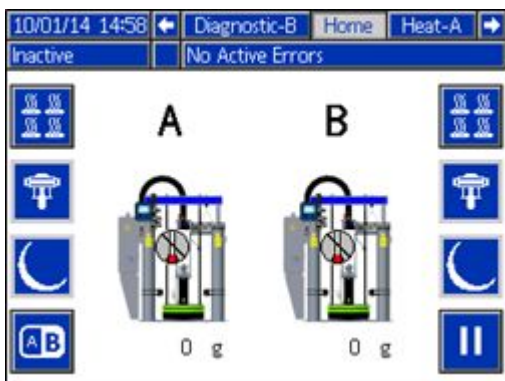 10/01/14 14:58 Diagnostic-B Home Heat-A
Inactive No Active Errors
A B
AB
0 g 0 g